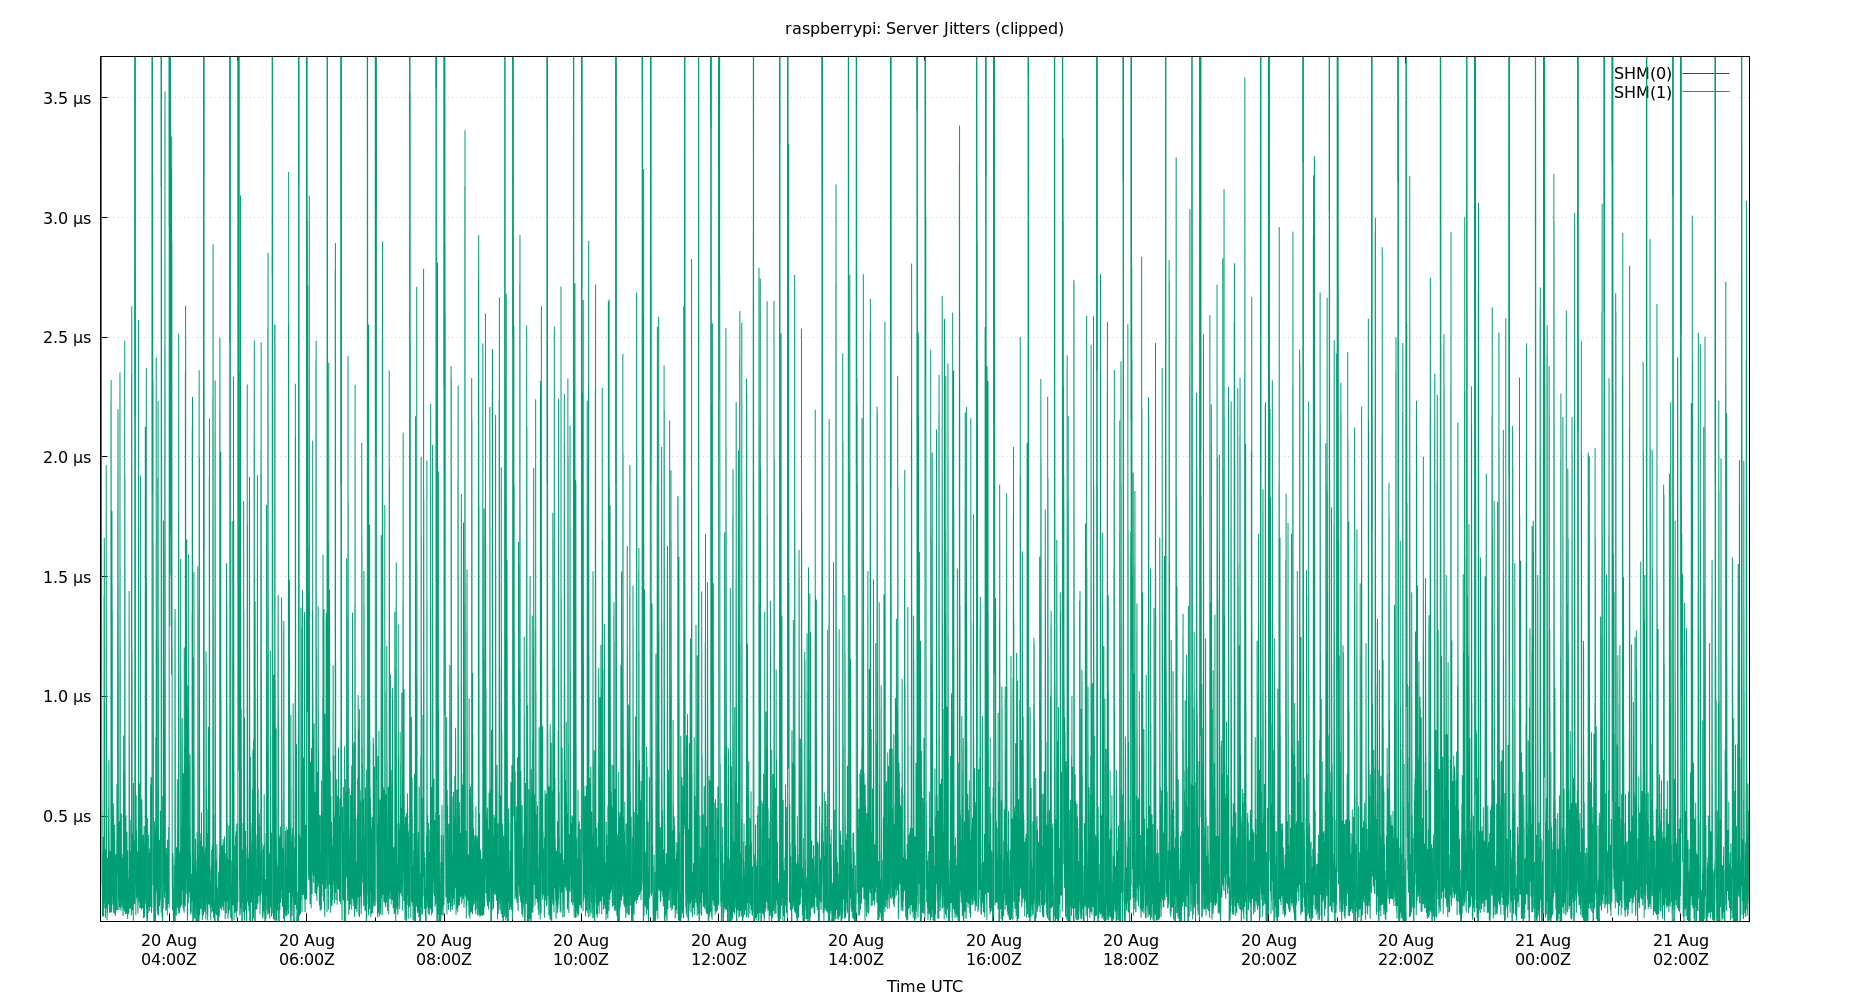 raspberrypi: Server Jitters (clipped)
SHM(0)
SHM(1)
3.5 µs
3.0 µs
2.5 µs
2.0 µs
1.5 µs
1.0 µs
0.5 µs
20 Aug 20 Aug 20 Aug 20 Aug 20 Aug 20 Aug 20 Aug 20 Aug 20 Aug 20 Aug 21 Aug 21 Aug
04:00Z 06:00Z 08:00Z 10:00Z 12:00Z 14:00Z 16:00Z 18:00Z 20:00Z 22:00Z 00:00Z 02:00Z
Time UTC